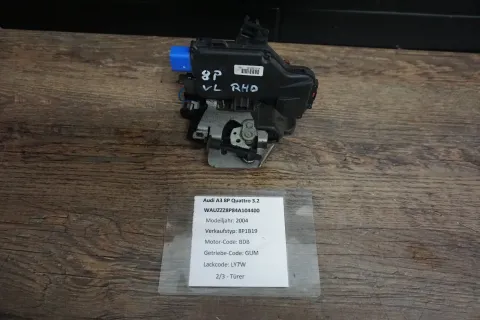 8P
VL RHD
Audi A3 8P Quattro 3.2
WAUZZZ8P84A104400
Modelljahr: 2004
Verkaufstyp: 8P1B19
Motor-Code: BDB
Getriebe-Code: GUM
Lackcode: LY7W
2/3 - Türer